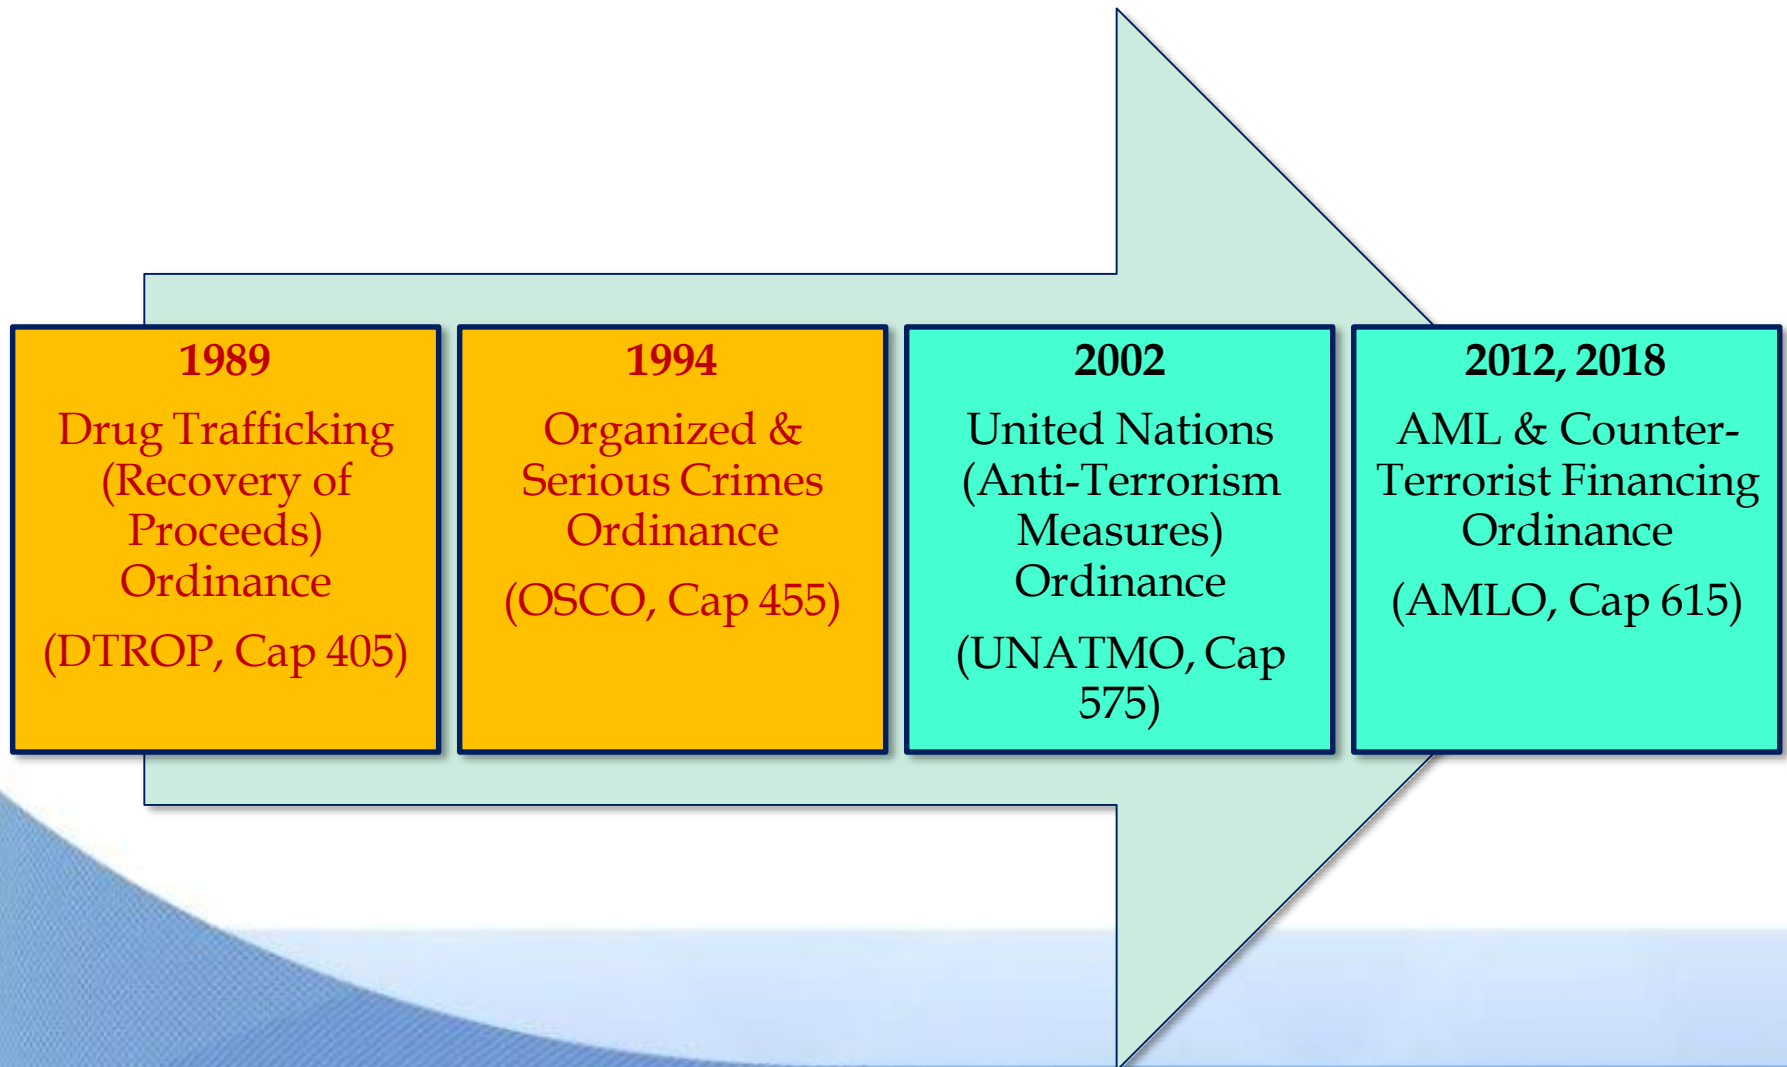 1989
Drug Trafficking
(Recovery of
Proceeds)
Ordinance
(DTROP, Cap 405)
1994
Organized &
Serious Crimes
Ordinance
(OSCO, Cap 455)
2002
United Nations
(Anti-Terrorism
Measures)
Ordinance
(UNATMO, Cap
575)
2012, 2018
AML & Counter-
Terrorist Financing
Ordinance
(AMLO, Cap 615)